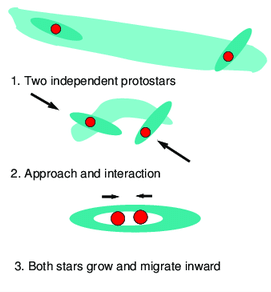 1. Two independent protostars
2. Approach and interaction
3. Both stars grow and migrate inward